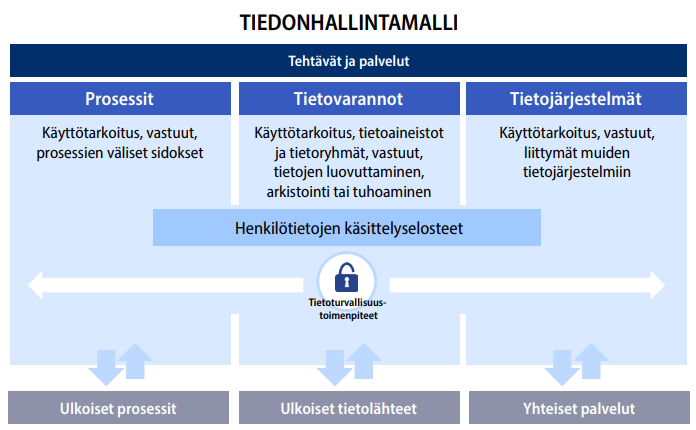 TIEDONHALLINTAMALLI
Tehtävät ja palvelut
Prosessit
Käyttötarkoitus, vastuut,
prosessien väliset sidokset
Tietovarannot
Käyttötarkoitus, tietoaineistot
ja tietoryhmät, vastuut,
tietojen luovuttaminen,
arkistointi tai tuhoaminen
Tietojärjestelmät
Käyttötarkoitus, vastuut,
liittymät muiden
tietojärjestelmiin
Henkilötietojen käsittelyselosteet
Tietoturvallisuus-
toimenpiteet
Ulkoiset prosessit
Ulkoiset tietolähteet
Yhteiset palvelut